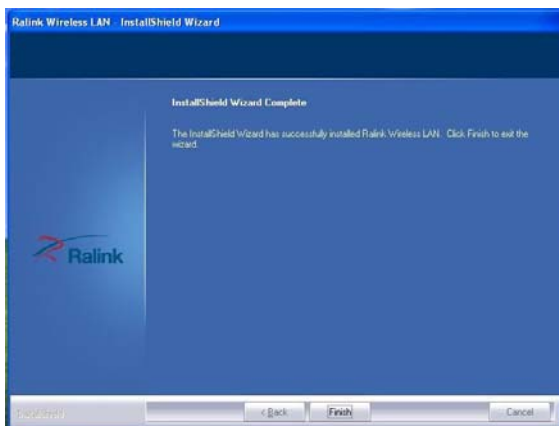 Ralink Wireless LAN - InstallShield Wizard
InstallShield Wizard Complete
The InstallShield Wizard has successfully installed Ralink Wireless LAN. Click Finish to exit the
wizard.
Ralink
InstallShield
< Back
Finish
Cancel